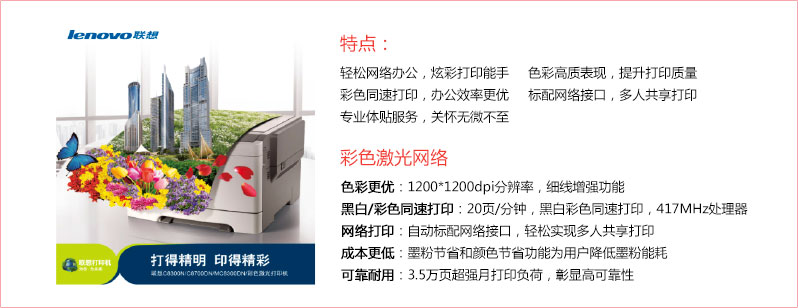 lenovo联想
打得精明 印得精彩
联想打印机
联想C8300N/C8700DN/MC8300DN/彩色激光打印机
特点：
轻松网络办公，炫彩打印能手 色彩高质表现，提升打印质量
彩色同速打印，办公效率更优 标配网络接口，多人共享打印
专业体贴服务，关怀无微不至
彩色激光网络
色彩更优：1200*1200dpi分辨率，细线增强功能
黑白/彩色同速打印：20页/分钟，黑白彩色同速打印，417MHz处理器
网络打印：自动标配网络接口，轻松实现多人共享打印
成本更低：墨粉节省和颜色节省功能为用户降低墨粉能耗
可靠耐用：3.5万页超强月打印负荷，彰显高可靠性